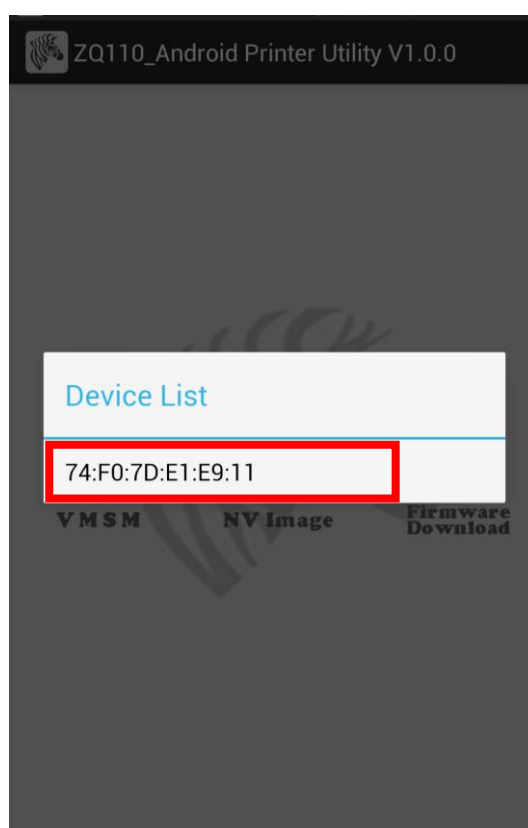 ZQ110_Android Printer Utility V1.0.0
Device List
74:F0:7D:E1:E9:11
VMSM NV Image Firmware
Download